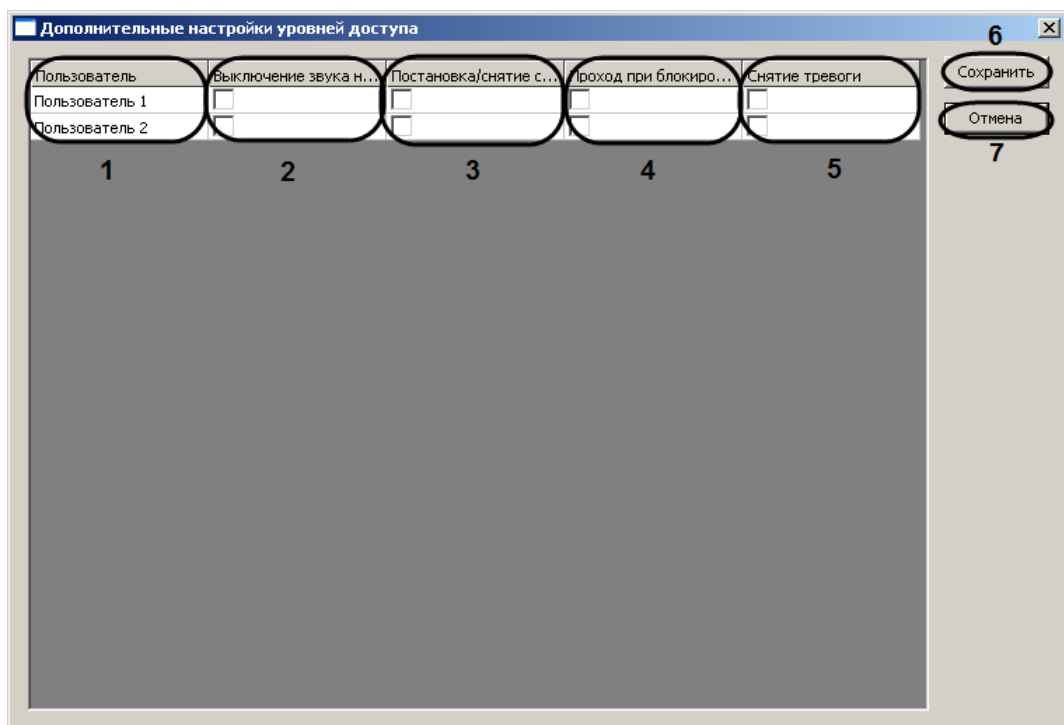 Дополнительные настройки уровней доступа
6
Пользователь Выключение звука н... Постановка/снятие с... Проход при блокиро... Снятие тревоги
Сохранить
Пользователь 1
Пользователь 2
Отмена
7
1 2 3 4 5